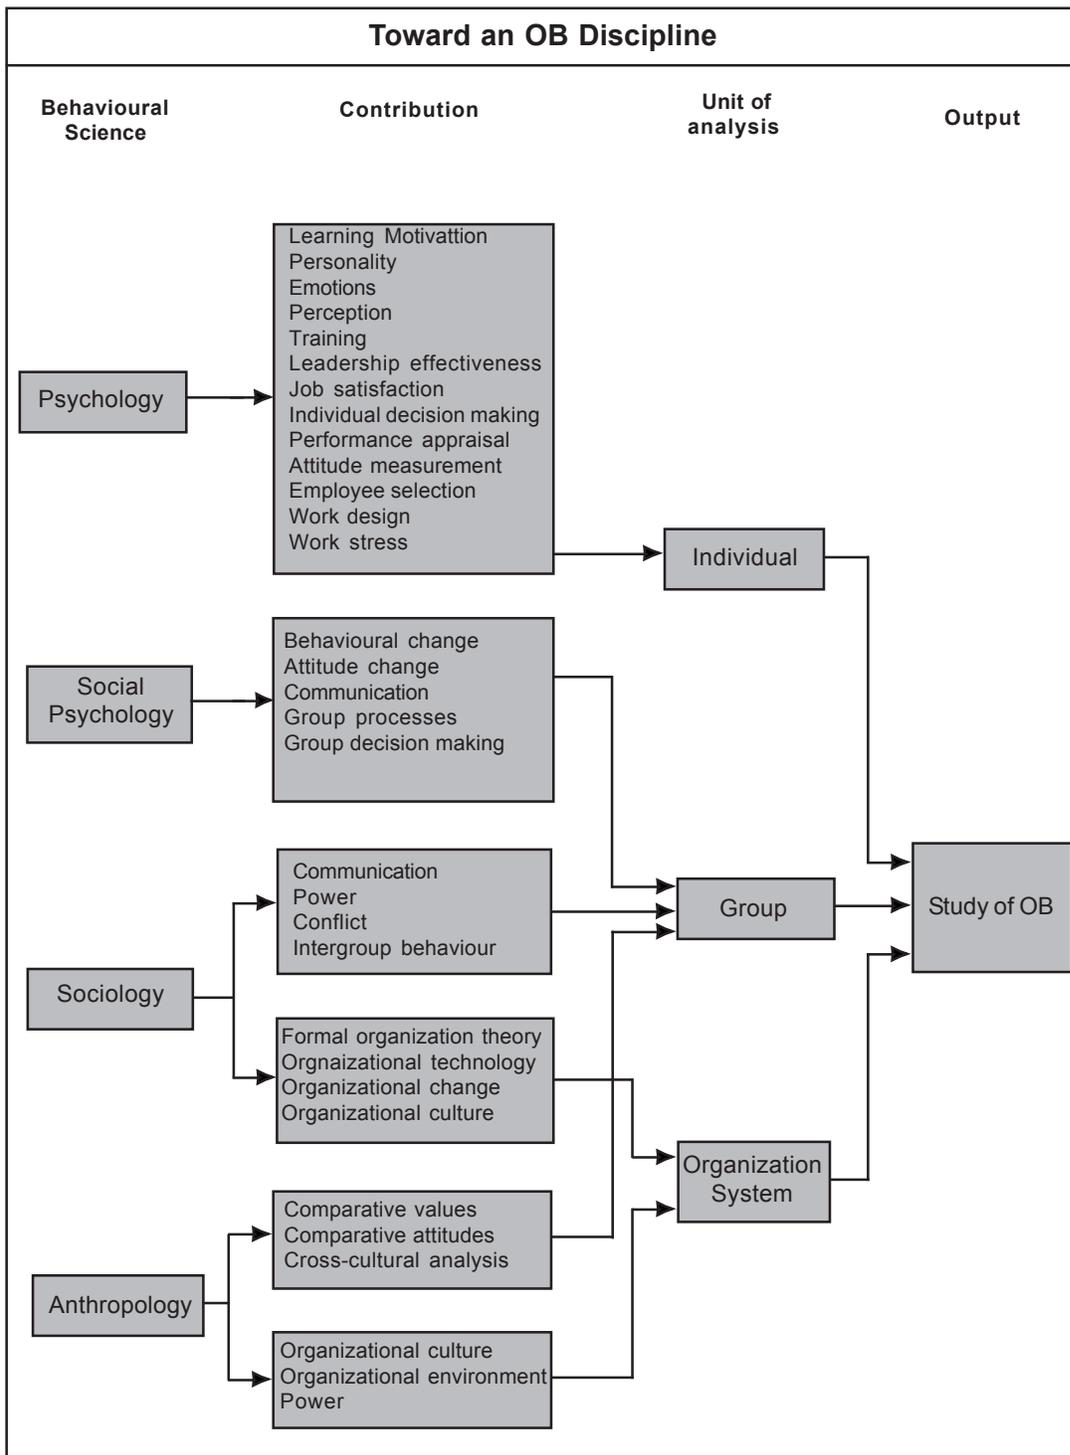 Toward an OB Discipline
Behavioural
Science
Contribution
Unit of
analysis
Output
Psychology
Learning Motivattion
Personality
Emotions
Perception
Training
Leadership effectiveness
Job satisfaction
Individual decision making
Performance appraisal
Attitude measurement
Employee selection
Work design
Work stress
Individual
Social
Psychology
Behavioural change
Attitude change
Communication
Group processes
Group decision making
Sociology
Communication
Power
Conflict
Intergroup behaviour
Group
Study of OB
Formal organization theory
Orgnaizational technology
Organizational change
Organizational culture
Organization
System
Anthropology
Comparative values
Comparative attitudes
Cross-cultural analysis
Organizational culture
Organizational environment
Power